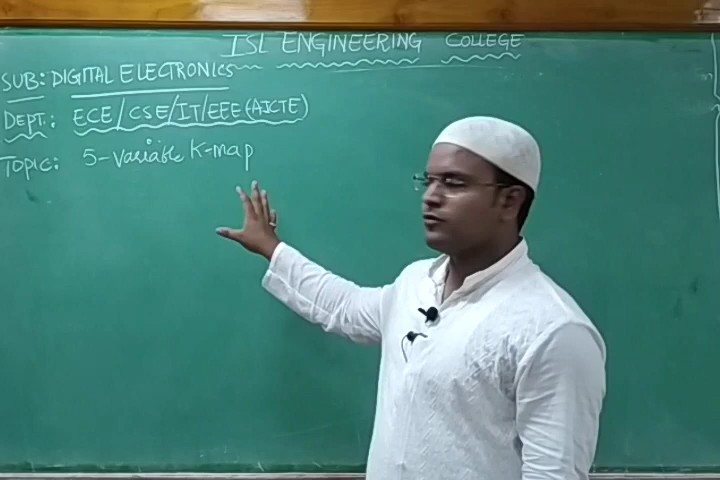 ISL ENGINEERING COLLEGE
SUB: DIGITAL ELECTRONICS
DEPT.: ECE/CSE/IT/EEE(AICTE)
TOPIC: 5-Variable K-map